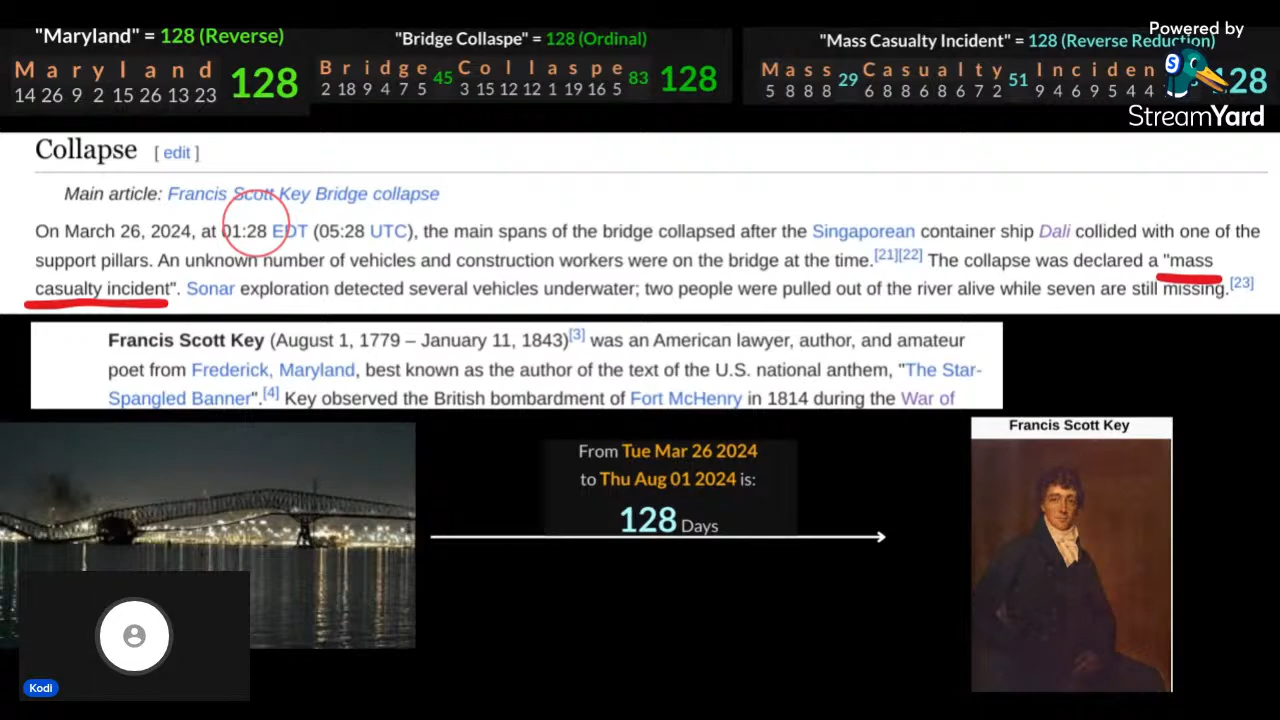 "Maryland" = 128 (Reverse)
"Bridge Collaspe" = 128 (Ordinal)
"Mass Casualty Incident" = 128 (Reverse Reduction)
Powered by
StreamYard
M a r y l a n d
14 26 9 2 15 26 13 23
128
B r i d g e 45 C o l l a s p e 83
2 18 9 4 7 5 3 15 12 12 1 19 16 5
128
M a s s 29 C a s u a l t y 51 I n c i d e n
5 8 8 8 6 8 8 6 8 6 7 2 9 4 6 9 5 4 4
128
Collapse [ edit ]
Main article: Francis Scott Key Bridge collapse
On March 26, 2024, at 01:28 EDT (05:28 UTC), the main spans of the bridge collapsed after the Singaporean container ship Dali collided with one of the
support pillars. An unknown number of vehicles and construction workers were on the bridge at the time.[21][22] The collapse was declared a "mass
casualty incident". Sonar exploration detected several vehicles underwater; two people were pulled out of the river alive while seven are still missing.[23]
Francis Scott Key (August 1, 1779 – January 11, 1843)[3] was an American lawyer, author, and amateur
poet from Frederick, Maryland, best known as the author of the text of the U.S. national anthem, "The Star-
Spangled Banner".[4] Key observed the British bombardment of Fort McHenry in 1814 during the War of
From Tue Mar 26 2024
to Thu Aug 01 2024 is:
128 Days
Francis Scott Key
Kodi